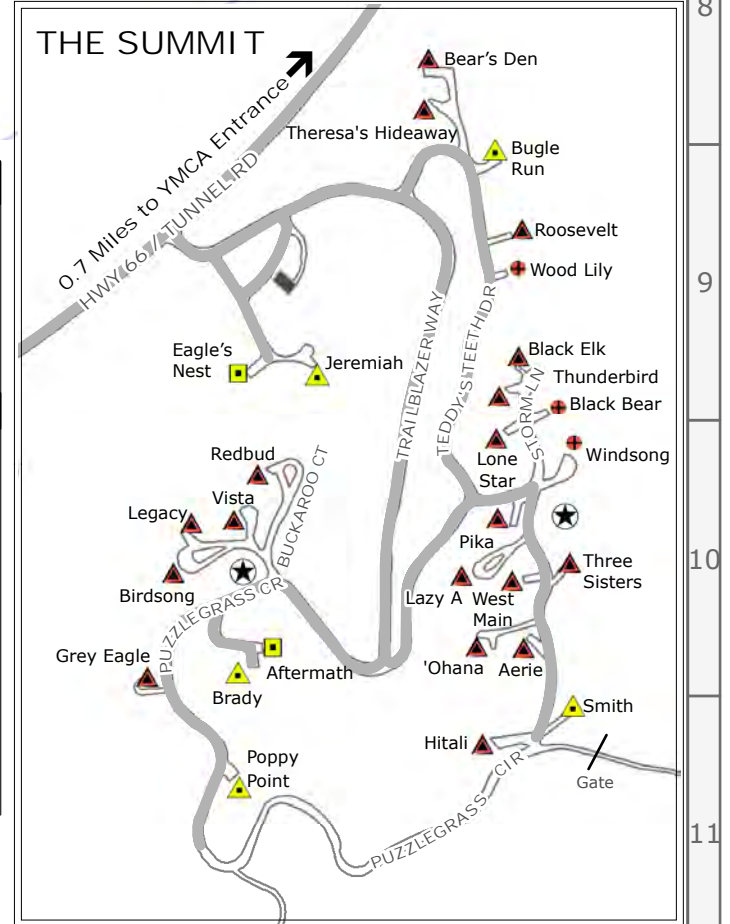 THE SUMMIT
8
0.7 Miles to YMCA Entrance
HWY 66 / TUNNEL RD
Bear's Den
Theresa's Hideaway
Bugle
Run
Roosevelt
Wood Lily
9
Eagle's
Nest
Jeremiah
TRAILBLAZER WAY
TEDDY'S TEETH DR
Black Elk
Thunderbird
Black Bear
STORM LN
Lone
Star
Windsong
Redbud
Vista
Legacy
BUCKAROO CT
Birdsong
PUZZLEGRASS CR
Pika
10
Three
Sisters
Lazy A
West
Main
Grey Eagle
Aftermath
Brady
'Ohana
Aerie
Smith
Hitali
Gate
Poppy
Point
PUZZLEGRASS CIR
11